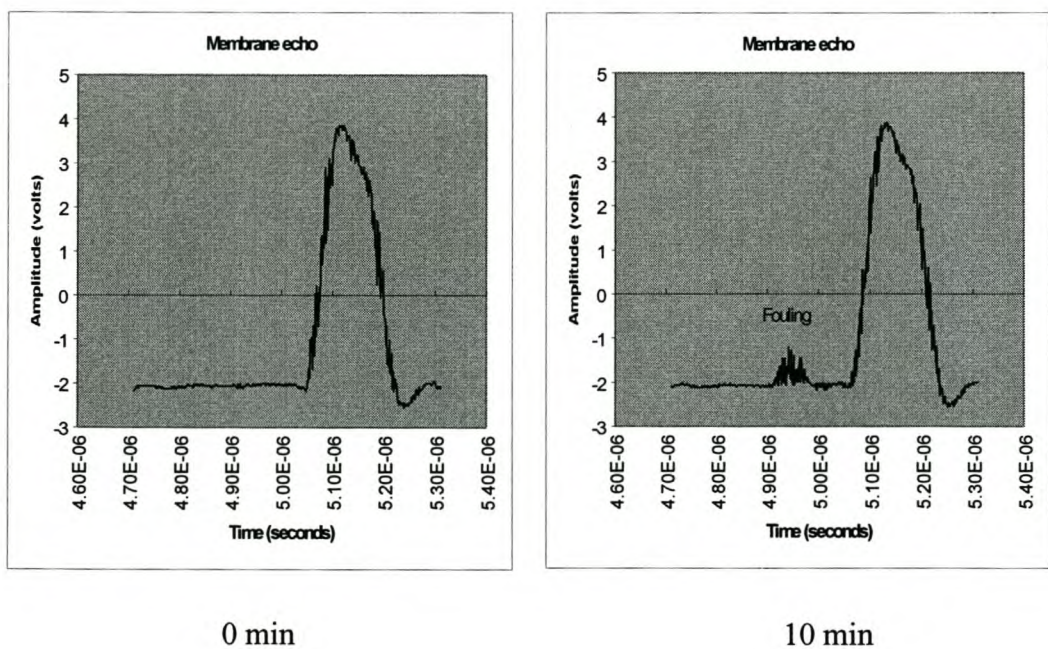 Membrane echo
5
4
3
2
1
0
-1
-2
-3
Amplitude (volts)
4.60E-06
4.70E-06
4.80E-06
4.90E-06
5.00E-06
5.10E-06
5.20E-06
5.30E-06
5.40E-06
Time (seconds)
0 min
Membrane echo
5
4
3
2
1
0
-1
-2
-3
Amplitude (volts)
Fouling
4.60E-06
4.70E-06
4.80E-06
4.90E-06
5.00E-06
5.10E-06
5.20E-06
5.30E-06
5.40E-06
Time (seconds)
10 min